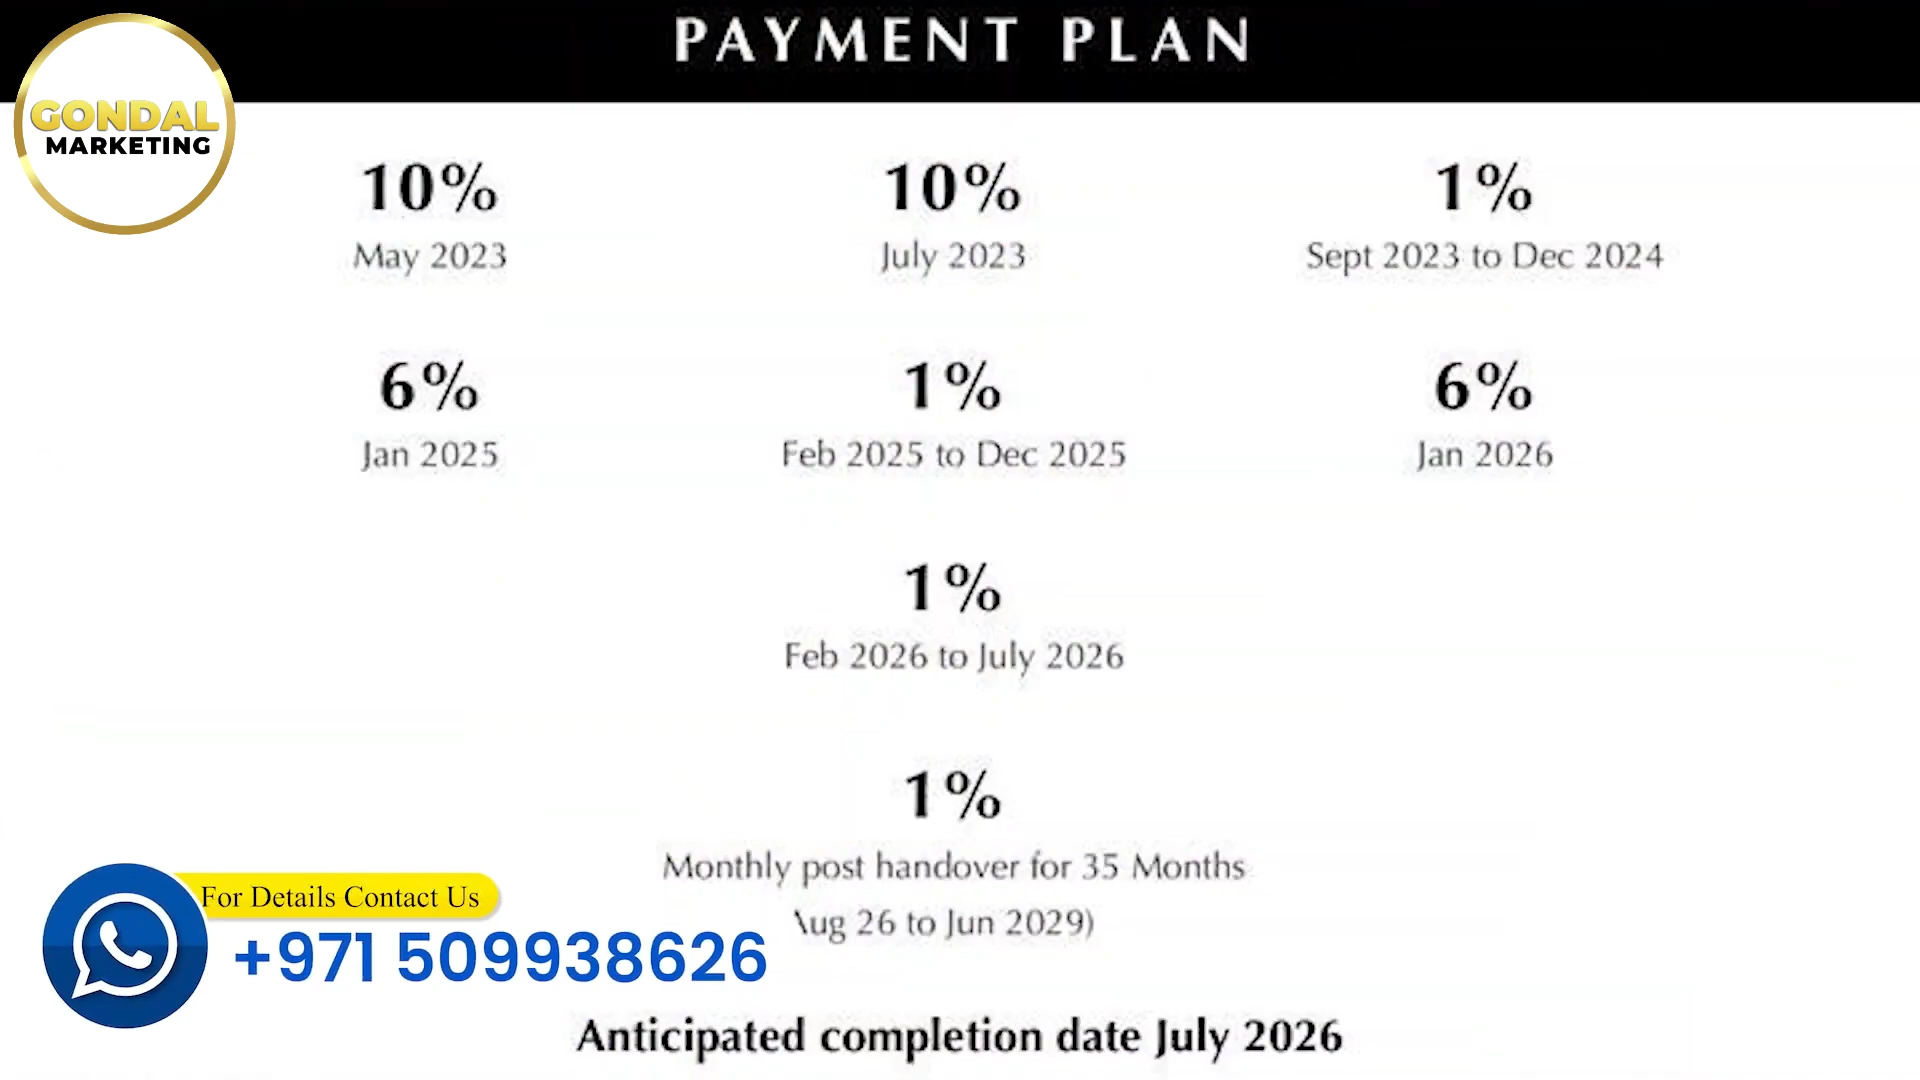 PAYMENT PLAN
GONDAL
MARKETING
10%
May 2023
10%
July 2023
1%
Sept 2023 to Dec 2024
6%
Jan 2025
1%
Feb 2025 to Dec 2025
6%
Jan 2026
1%
Feb 2026 to July 2026
1%
Monthly post handover for 35 Months
26 to Jun 2029)
For Details Contact Us
+971 509938626
Anticipated completion date July 2026